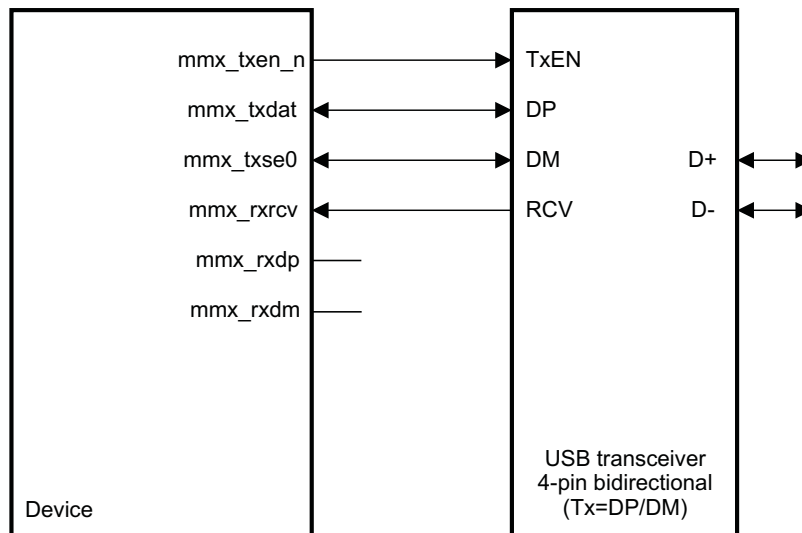 mmx_txen_n
TxEN
mmx_txdat
DP
mmx_txse0
DM
D+
mmx_rxrcv
RCV
D-
mmx_rxdp
mmx_rxdm
USB transceiver
4-pin bidirectional
(Tx=DP/DM)
Device